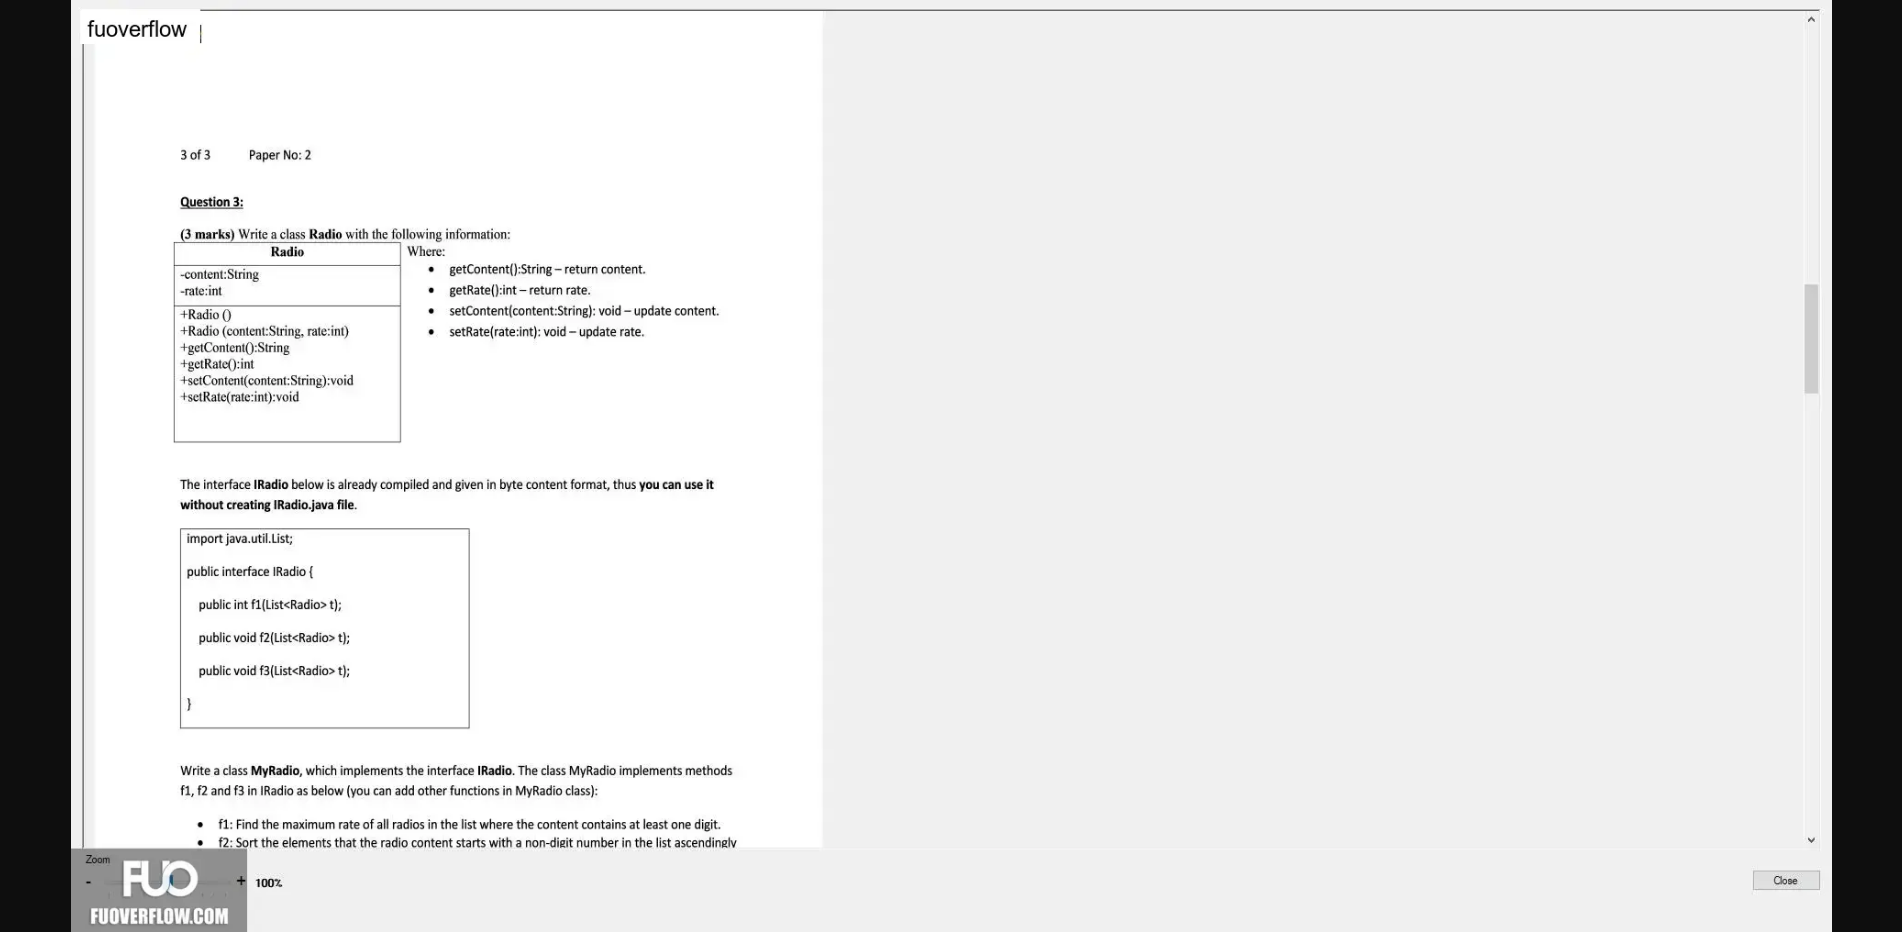 fuoverflow
3 of 3 Paper No: 2
Question 3:
(3 marks) Write a class Radio with the following information:
Radio
-content:String
-rate:int
+Radio ()
+Radio (content:String, rate:int)
+getContent():String
+getRate():int
+setContent(content:String):void
+setRate(rate:int):void
Where:
• getContent():String – return content.
• getRate():int – return rate.
• setContent(content:String): void – update content.
• setRate(rate:int): void – update rate.
The interface IRadio below is already compiled and given in byte content format, thus you can use it
without creating IRadio.java file.
import java.util.List;
public interface IRadio {
public int f1(List<Radio> t);
public void f2(List<Radio> t);
public void f3(List<Radio> t);
}
Write a class MyRadio, which implements the interface IRadio. The class MyRadio implements methods
f1, f2 and f3 in IRadio as below (you can add other functions in MyRadio class):
• f1: Find the maximum rate of all radios in the list where the content contains at least one digit.
• f2: Sort the elements that the radio content starts with a non-digit number in the list ascendingly
Zoom
- + 100%
Close
FUO
FUOVERFLOW.COM